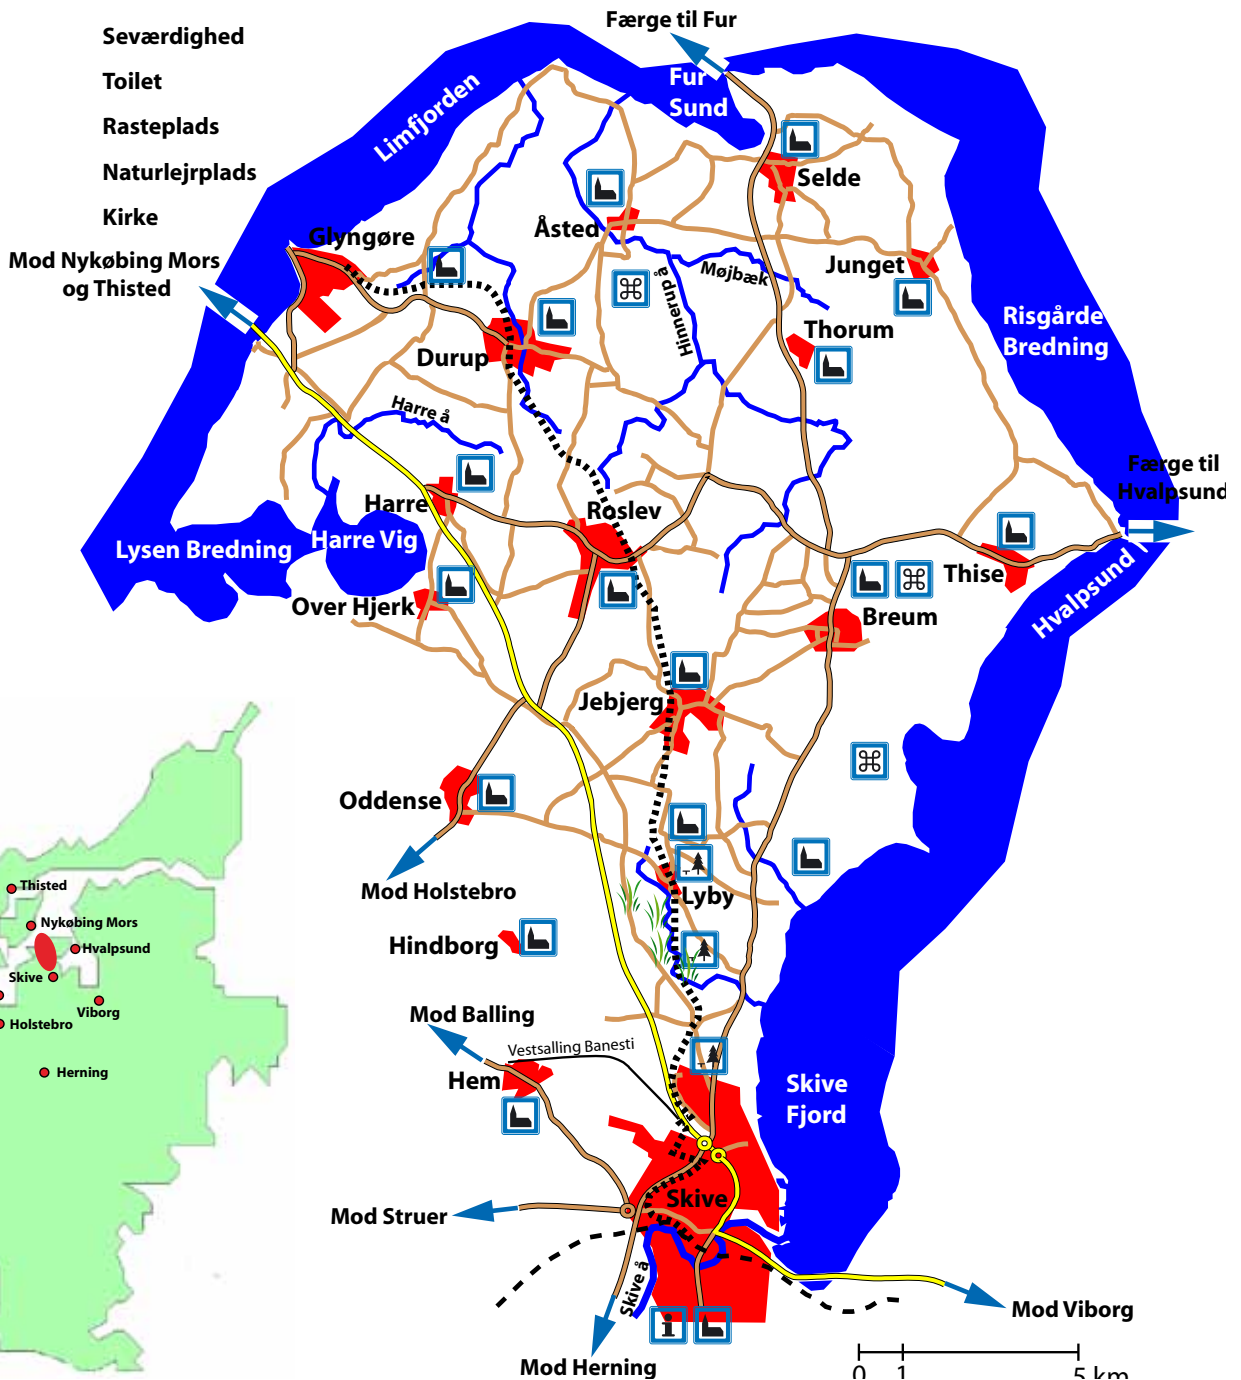 Færge til Fur
Seværdighed
Toilet
Rasteplads
Naturlejrplads
Kirke
Limfjorden
Fur
Sund
Selde
Åsted
Glyngøre
Mod Nykøbing Mors
og Thisted
Møjbæk
Junget
Hinnerup å
Risgårde
Bredning
Thorum
Durup
Harre å
Færge til
Hvalpsund
Harre
Roslev
Lysen Bredning
Harre Vig
Thise
Hvalpsund
Over Hjerk
Breum
Jebjerg
Oddense
Mod Holstebro
Lyby
Hindborg
Thisted
Nykøbing Mors
Hvalpsund
Skive
Viborg
Holstebro
Herning
Mod Balling
Vestsalling Banesti
Hem
Skive
Fjord
Skive
Mod Struer
Skive å
i
Mod Viborg
Mod Herning
0 1 5 km